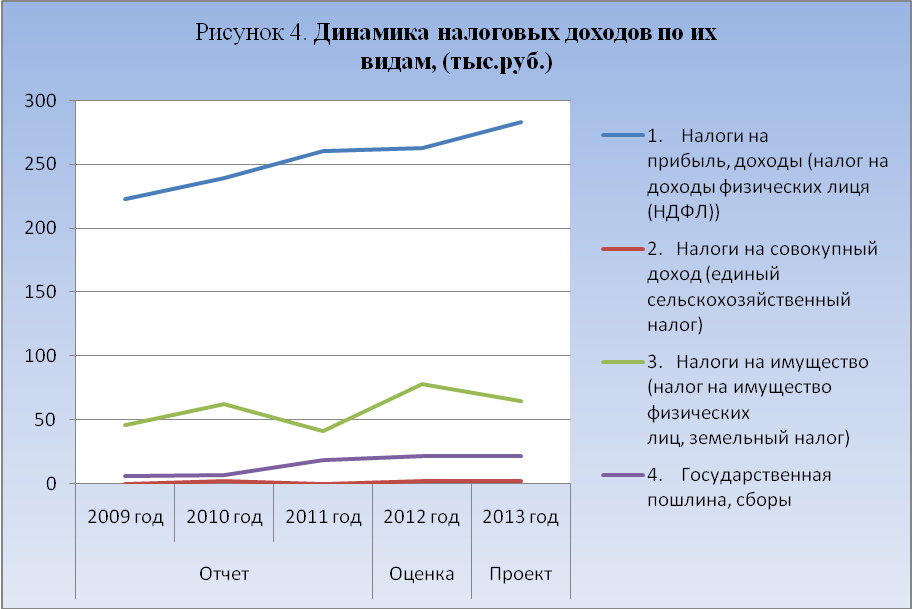 Рисунок 4. Динамика налоговых доходов по их
видам, (тыс.руб.)
300
250
200
150
100
50
0
2009 год
2010 год
2011 год
2012 год
2013 год
Отчет
Оценка
Проект
1. Налоги на
прибыль, доходы (налог на
доходы физических лиця
(НДФЛ))
2. Налоги на совокупный
доход (единый
сельскохозяйственный
налог)
3. Налоги на имущество
(налог на имущество
физических
лиц, земельный налог)
4. Государственная
пошлина, сборы